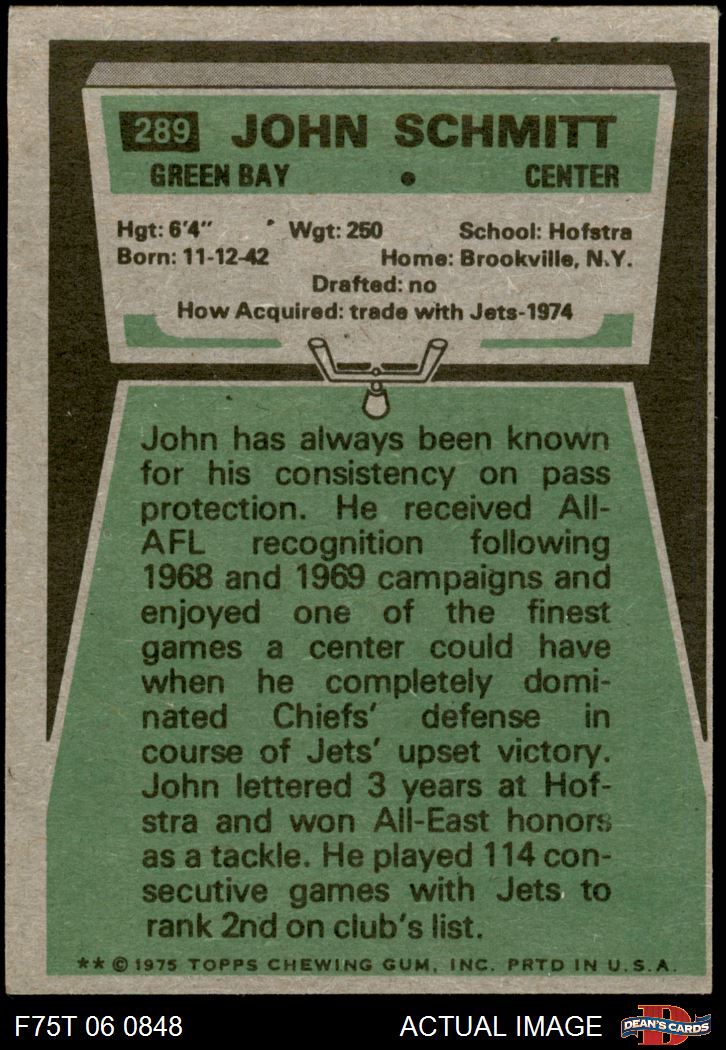 289 JOHN SCHMITT
GREEN BAY • CENTER
Hgt: 6'4" Wgt: 250 School: Hofstra
Born: 11-12-42 Home: Brookville, N.Y.
Drafted: no
How Acquired: trade with Jets-1974
John has always been known
for his consistency on pass
protection. He received All-
AFL recognition following
1968 and 1969 campaigns and
enjoyed one of the finest
games a center could have
when he completely domi-
nated Chiefs' defense in
course of Jets' upset victory.
John lettered 3 years at Hof-
stra and won All-East honors
as a tackle. He played 114 con-
secutive games with Jets to
rank 2nd on club's list.
** © 1975 TOPPS CHEWING GUM, INC. PRTD IN U.S.A.
F75T 06 0848 ACTUAL IMAGE D DEAN'S CARDS